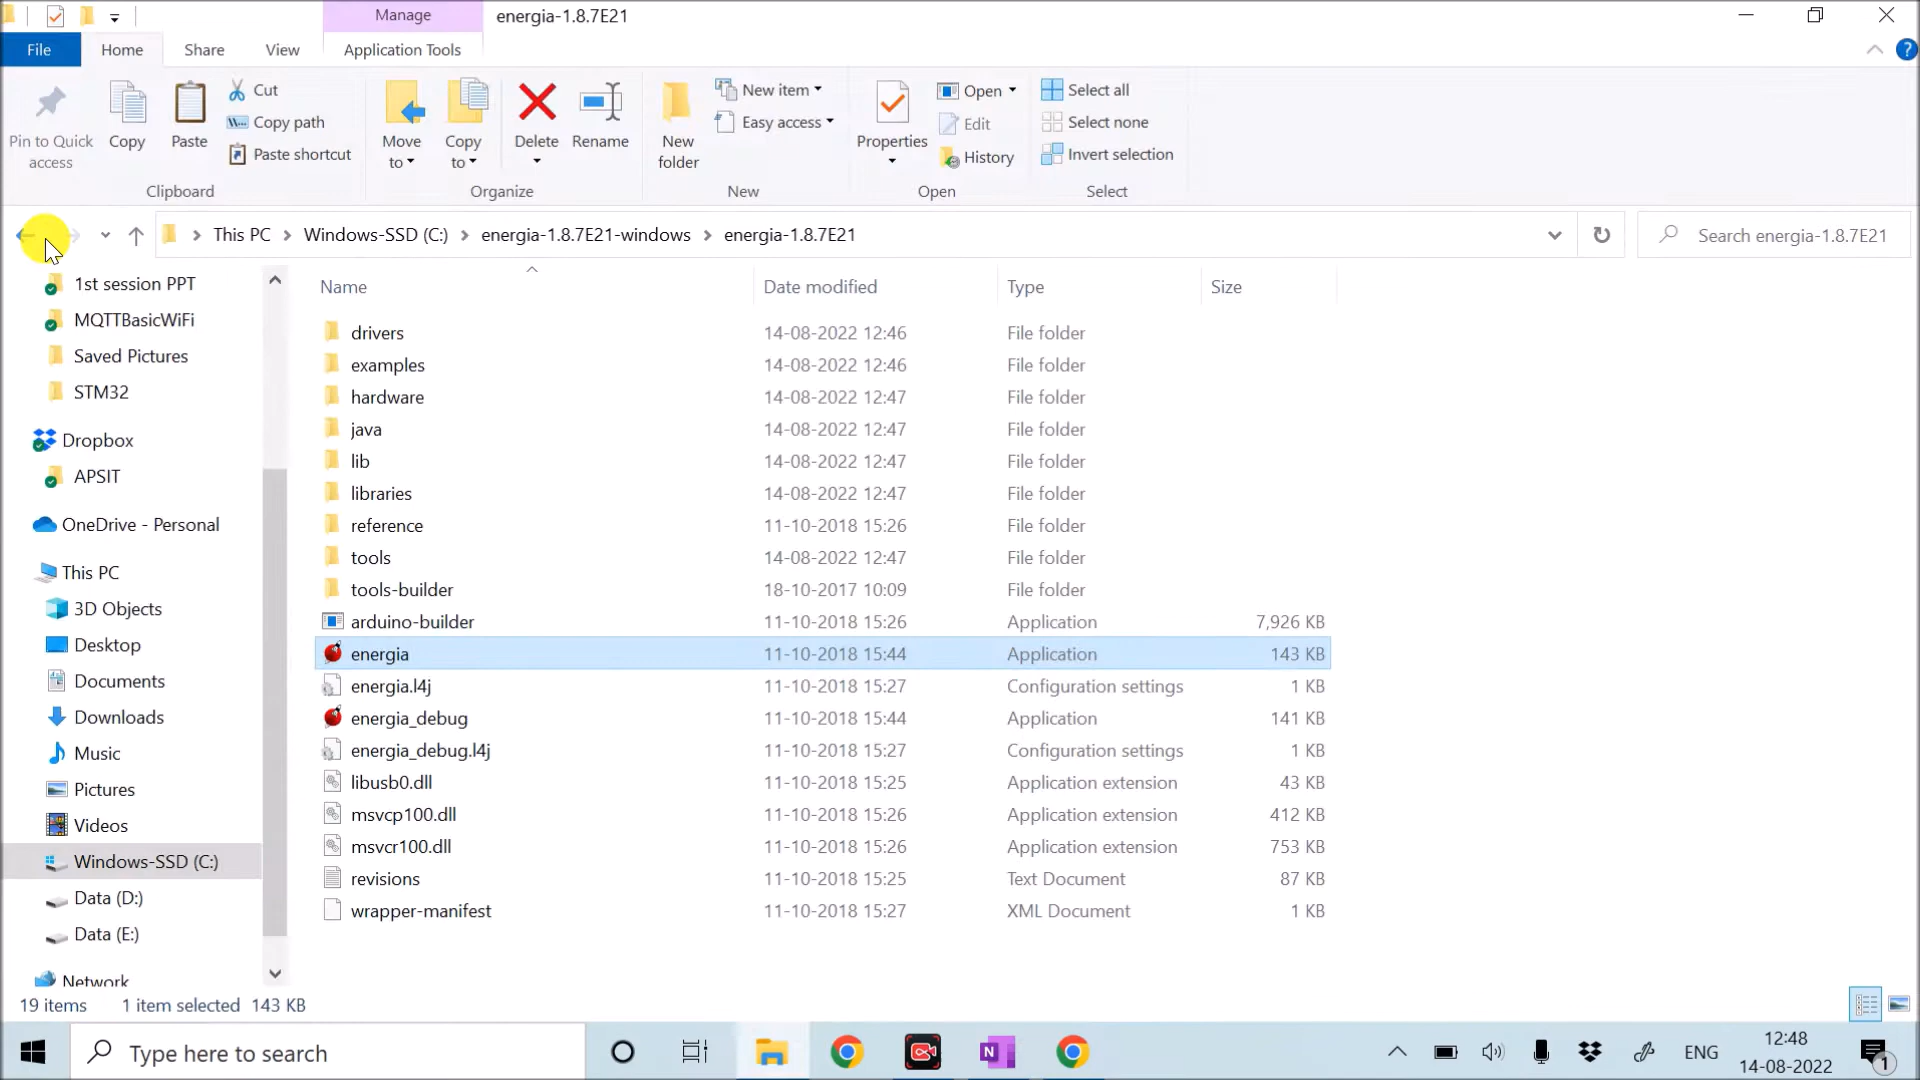 Manage
energia-1.8.7E21
File
Home
Share
View
Application Tools
Pin to Quick access
Copy
Paste
Cut
Copy path
Paste shortcut
Clipboard
Move to
Copy to
Delete
Rename
Organize
New folder
New item
Easy access
New
Properties
Open
Edit
History
Open
Select all
Select none
Invert selection
Select
This PC
Windows-SSD (C:)
energia-1.8.7E21-windows
energia-1.8.7E21
Search energia-1.8.7E21
1st session PPT
MQTTBasicWiFi
Saved Pictures
STM32
Dropbox
APSIT
OneDrive - Personal
This PC
3D Objects
Desktop
Documents
Downloads
Music
Pictures
Videos
Windows-SSD (C:)
Data (D:)
Data (E:)
Network
Name Date modified Type Size
drivers 14-08-2022 12:46 File folder
examples 14-08-2022 12:46 File folder
hardware 14-08-2022 12:47 File folder
java 14-08-2022 12:47 File folder
lib 14-08-2022 12:47 File folder
libraries 14-08-2022 12:47 File folder
reference 11-10-2018 15:26 File folder
tools 14-08-2022 12:47 File folder
tools-builder 18-10-2017 10:09 File folder
arduino-builder 11-10-2018 15:26 Application 7,926 KB
energia 11-10-2018 15:44 Application 143 KB
energia.l4j 11-10-2018 15:27 Configuration settings 1 KB
energia_debug 11-10-2018 15:44 Application 141 KB
energia_debug.l4j 11-10-2018 15:27 Configuration settings 1 KB
libusb0.dll 11-10-2018 15:25 Application extension 43 KB
msvcp100.dll 11-10-2018 15:26 Application extension 412 KB
msvcr100.dll 11-10-2018 15:26 Application extension 753 KB
revisions 11-10-2018 15:25 Text Document 87 KB
wrapper-manifest 11-10-2018 15:27 XML Document 1 KB
19 items 1 item selected 143 KB
Type here to search
N
ENG
12:48
14-08-2022
1